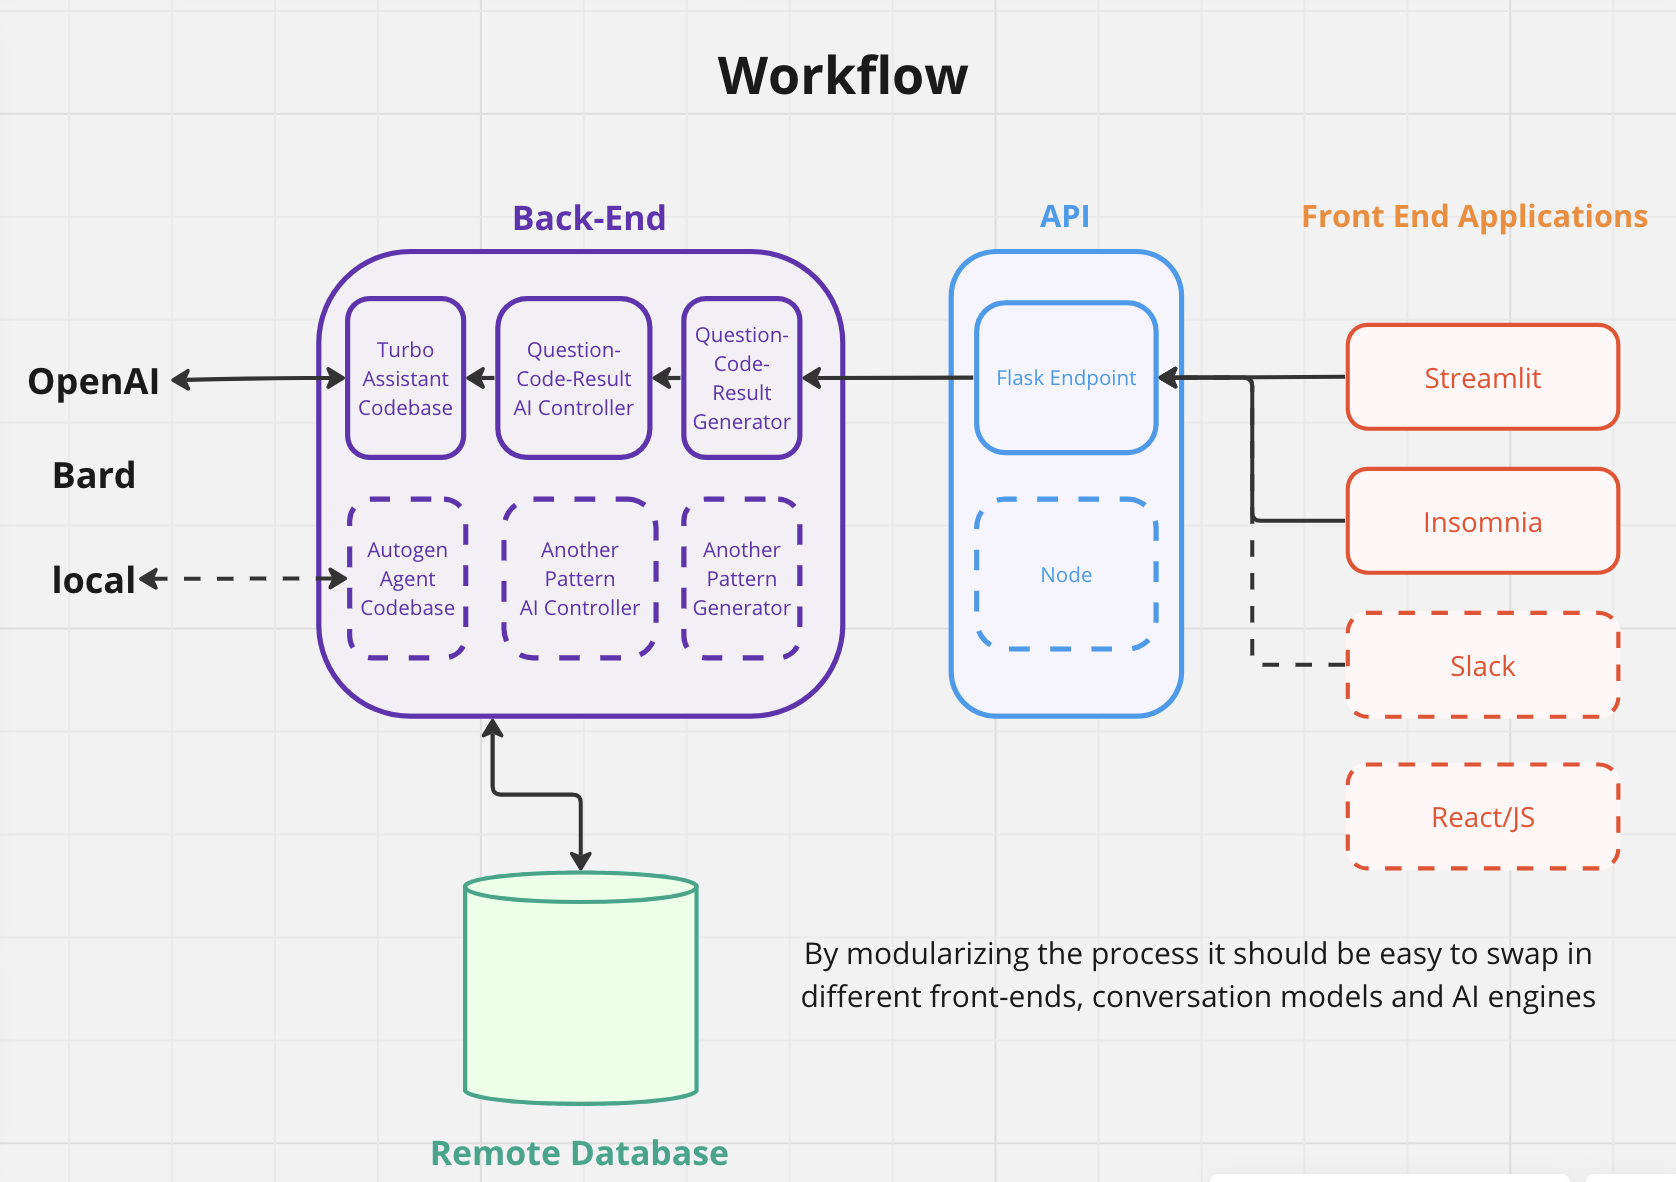 Workflow
Back-End
API
Front End Applications
OpenAI
Bard
local
Turbo
Assistant
Codebase
Question-
Code-Result
AI Controller
Question-
Code-
Result
Generator
Autogen
Agent
Codebase
Another
Pattern
AI Controller
Another
Pattern
Generator
Flask Endpoint
Node
Streamlit
Insomnia
Slack
React/JS
By modularizing the process it should be easy to swap in
different front-ends, conversation models and AI engines
Remote Database